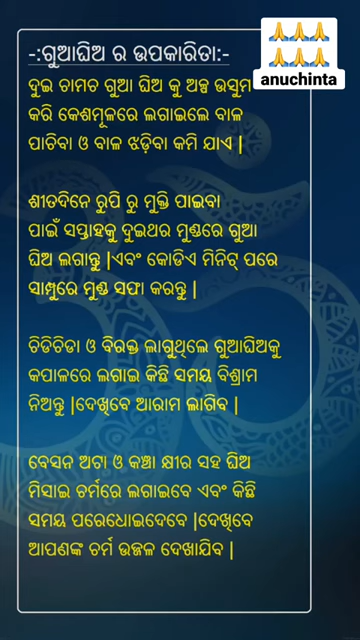 🙏🙏🙏
🙏🙏🙏
anuchinta
-:ଗୁଆଘିଅ ର ଉପକାରିତା:-
ଦୁଇ ଚାମଚ ଗୁଆ ଘିଅ କୁ ଅଳ୍ପ ଉସୁମ
କରି କେଶମୂଳରେ ଲଗାଇଲେ ବାଳ
ପାଚିବା ଓ ବାଳ ଝଡ଼ିବା କମି ଯାଏ |
ଶୀତଦିନେ ରୁପି ରୁ ମୁକ୍ତି ପାଇବା
ପାଇଁ ସପ୍ତାହକୁ ଦୁଇଥର ମୁଣ୍ଡରେ ଗୁଆ
ଘିଅ ଲଗାନ୍ତୁ |ଏବଂ କୋଡିଏ ମିନିଟ୍ ପରେ
ସାମ୍ପୁରେ ମୁଣ୍ଡ ସଫା କରନ୍ତୁ |
ଚିଡିଚିଡା ଓ ବିରକ୍ତ ଲାଗୁଥିଲେ ଗୁଆଘିଅକୁ
କପାଳରେ ଲଗାଇ କିଛି ସମୟ ବିଶ୍ରାମ
ନିଅନ୍ତୁ |ଦେଖିବେ ଆରାମ ଲାଗିବ |
ବେସନ ଅଟା ଓ କଞ୍ଚା କ୍ଷୀର ସହ ଘିଅ
ମିସାଇ ଚର୍ମରେ ଲଗାଇବେ ଏବଂ କିଛି
ସମୟ ପରେଧୋଇଦେବେ |ଦେଖିବେ
ଆପଣଙ୍କ ଚର୍ମ ଉଜ୍ଜଳ ଦେଖାଯିବ |